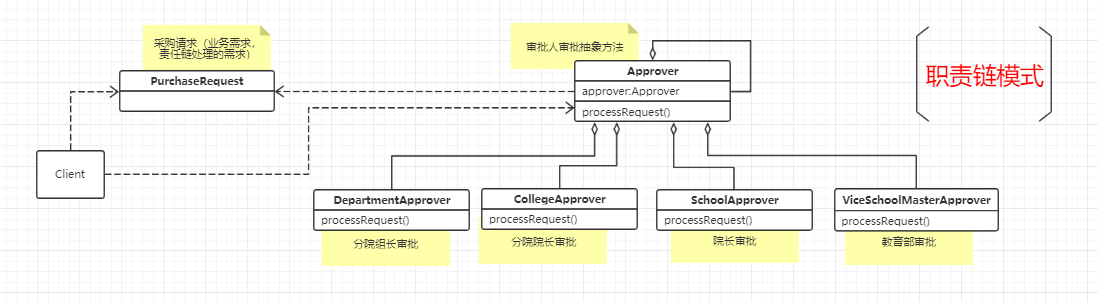 采购请求（业务需求，
责任链处理的需求）
PurchaseRequest
审批人审批抽象方法
Approver
approver:Approver
processRequest()
职责链模式
Client
DepartmentApprover
processRequest()
分院组长审批
CollegeApprover
processRequest()
分院院长审批
SchoolApprover
processRequest()
院长审批
ViceSchoolMasterApprover
processRequest()
教育部审批